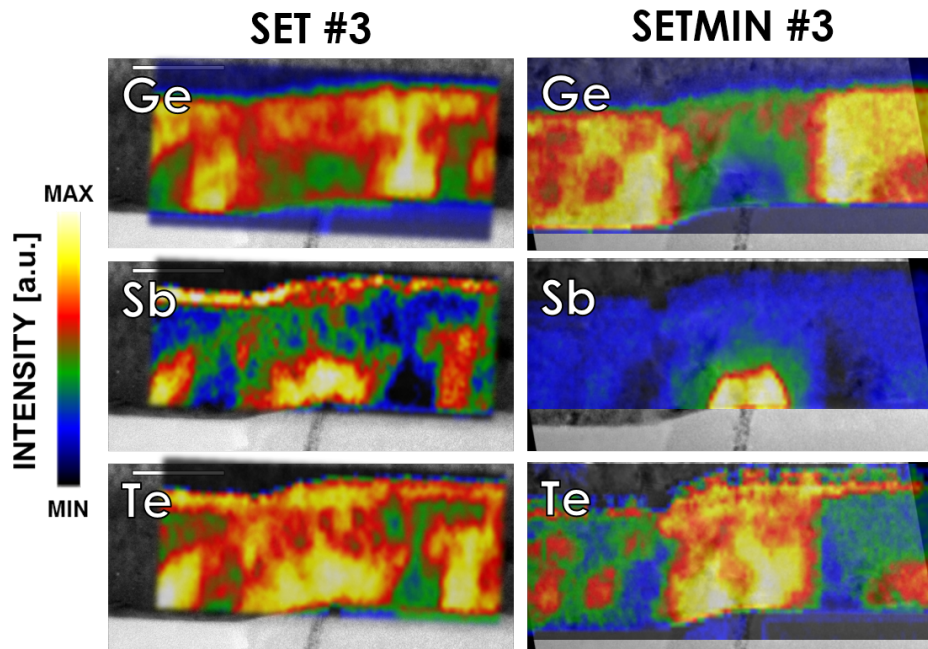 SET #3
SETMIN #3
Ge
Ge
MAX
INTENSITY [a.u.]
Sb
Sb
MIN
Te
Te